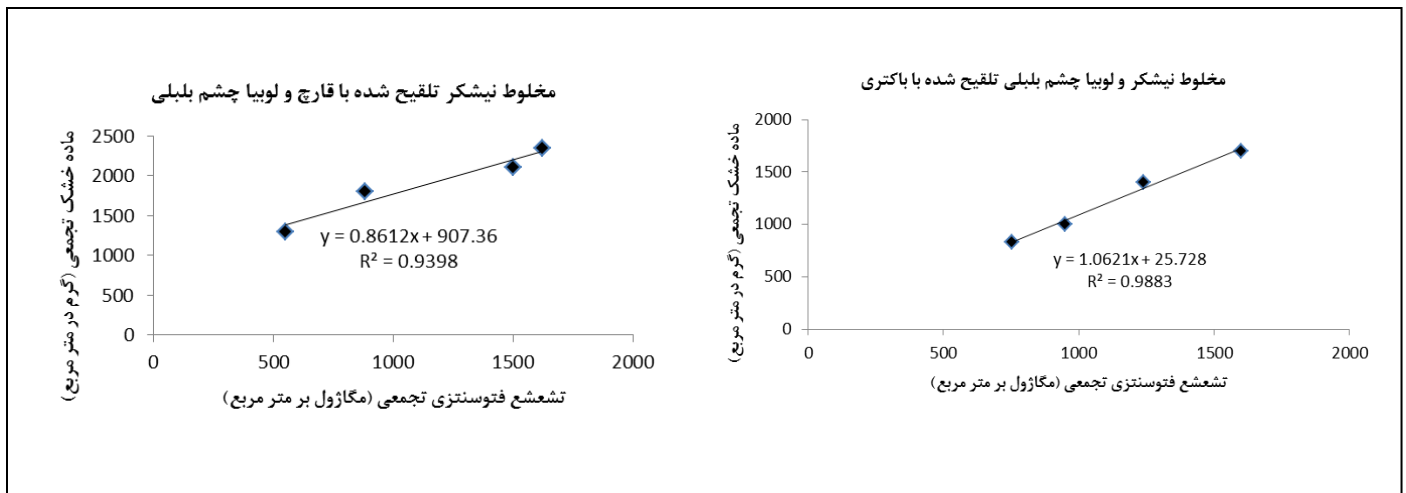 مخلوط نیشکر تلقیح شده با قارچ و لوبیا چشم بلبلی
ماده خشک تجمعی (گرم در متر مربع)
2500
2000
1500
1000
500
0
y = 0.8612x + 907.36
R² = 0.9398
0 500 1000 1500 2000
تشعشع فتوسنتزی تجمعی (مگاژول بر متر مربع)
مخلوط نیشکر و لوبیا چشم بلبلی تلقیح شده با باکتری
ماده خشک تجمعی (گرم در متر مربع)
2000
1500
1000
500
0
y = 1.0621x + 25.728
R² = 0.9883
0 500 1000 1500 2000
تشعشع فتوسنتزی تجمعی (مگاژول بر متر مربع)